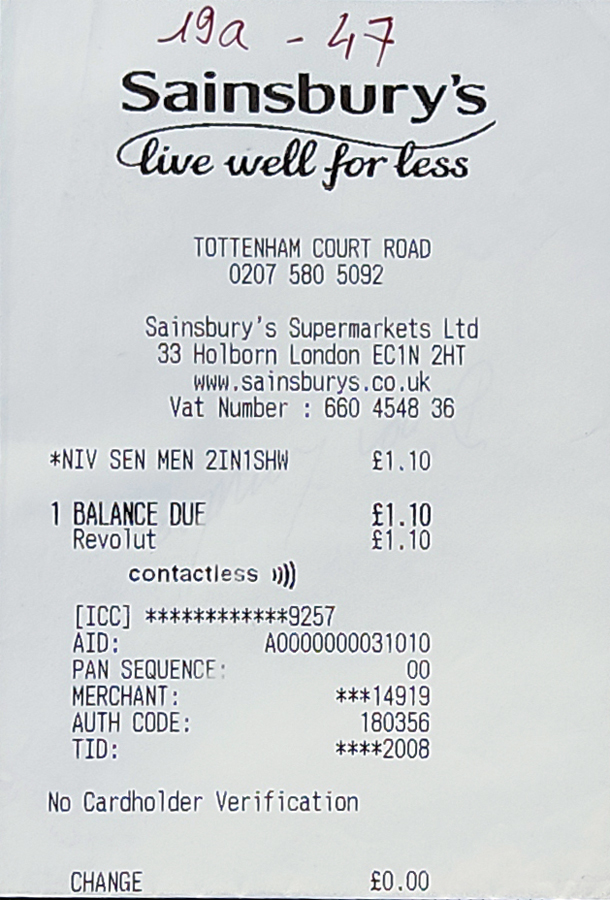 19a - 47
Sainsbury's
live well for less
TOTTENHAM COURT ROAD
0207 580 5092
Sainsbury's Supermarkets Ltd
33 Holborn London EC1N 2HT
www.sainsburys.co.uk
Vat Number : 660 4548 36
*NIV SEN MEN 2IN1SHW £1.10
1 BALANCE DUE £1.10
Revolut £1.10
contactless
[ICC] ************9257
AID: A0000000031010
PAN SEQUENCE: 00
MERCHANT: ***14919
AUTH CODE: 180356
TID: ****2008
No Cardholder Verification
CHANGE £0.00